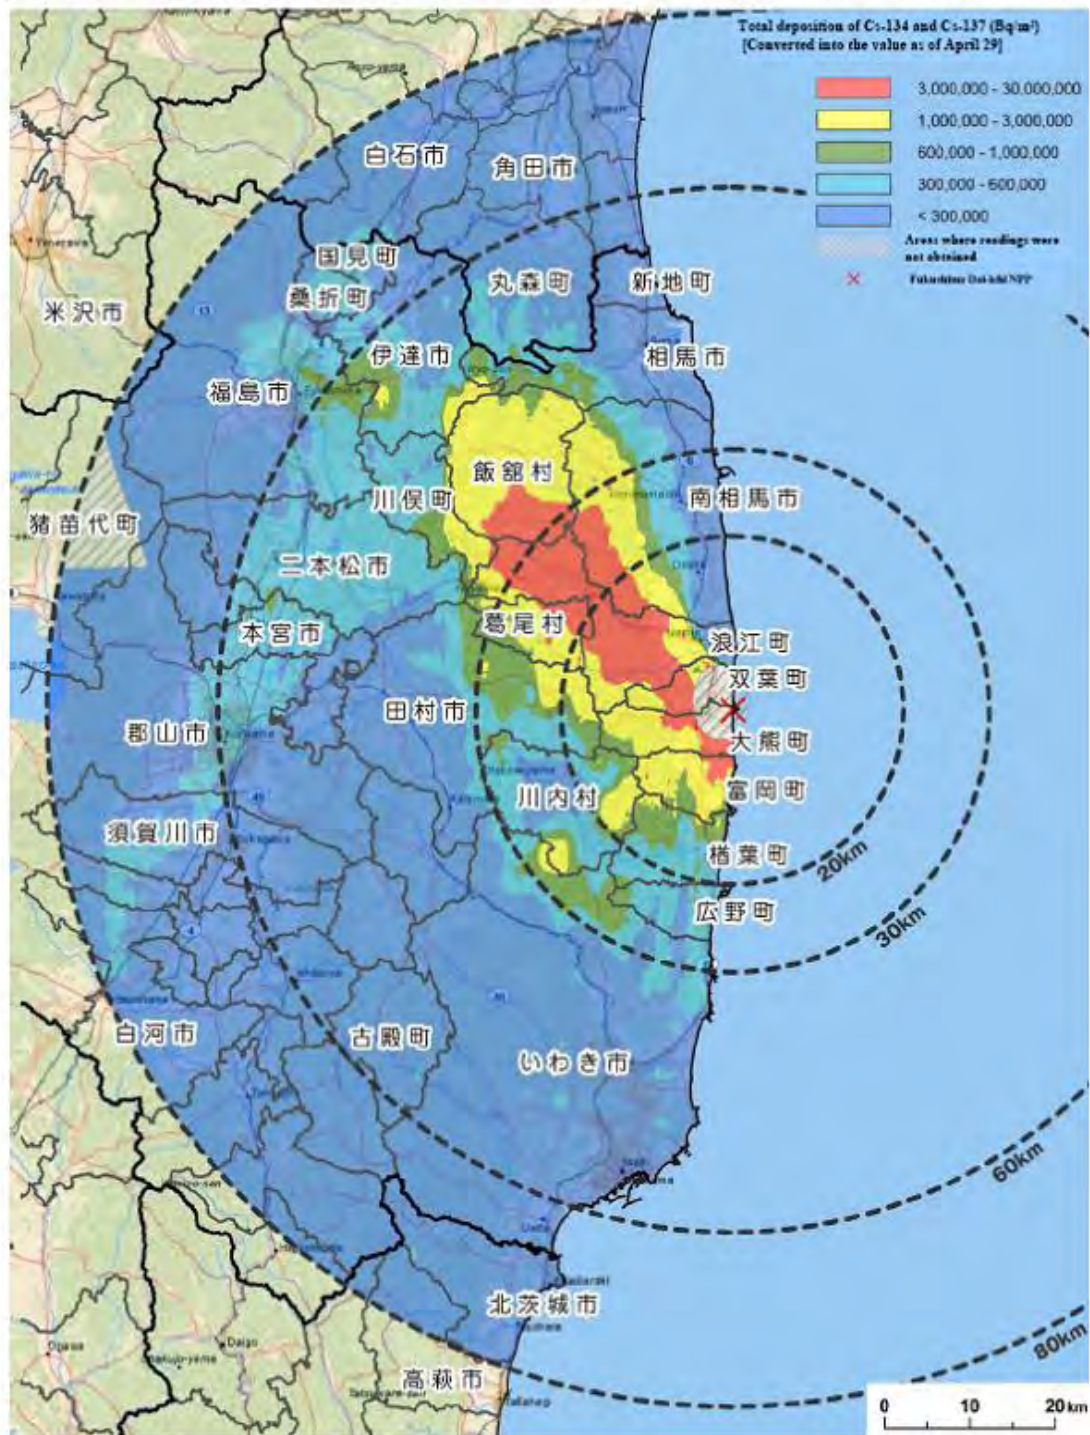 Total deposition of Cs-134 and Cs-137 (Bq/m²)
[Converted into the value as of April 29]
3,000,000 - 30,000,000
1,000,000 - 3,000,000
600,000 - 1,000,000
300,000 - 600,000
< 300,000
Areas where readings were
not obtained
Fukushima Dai-ichi NPP
白石市
角田市
国見町
丸森町
新地町
桑折町
米沢市
13
伊達市
相馬市
福島市
飯舘村
6
川俣町
南相馬市
猪苗代町
二本松市
葛尾村
本宮市
浪江町
双葉町
田村市
郡山市
大熊町
川内村
富岡町
49
須賀川市
楢葉町
20km
広野町
30km
4
白河市
古殿町
いわき市
60km
北茨城市
80km
Daigo
高萩市
0 10 20 km